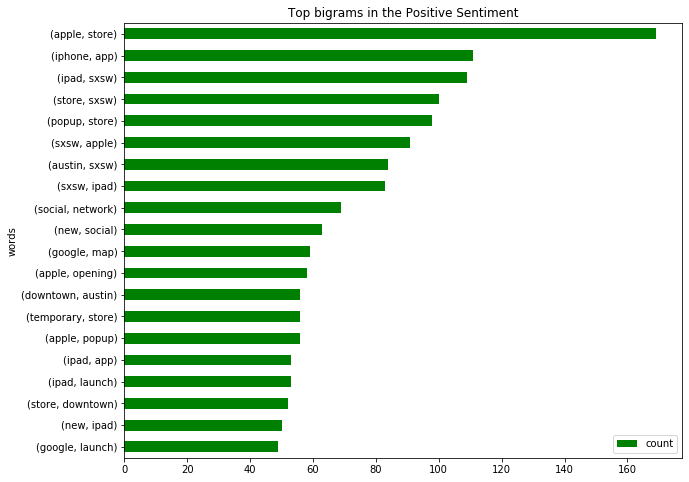 Top bigrams in the Positive Sentiment
words
(apple, store)
(iphone, app)
(ipad, sxsw)
(store, sxsw)
(popup, store)
(sxsw, apple)
(austin, sxsw)
(sxsw, ipad)
(social, network)
(new, social)
(google, map)
(apple, opening)
(downtown, austin)
(temporary, store)
(apple, popup)
(ipad, app)
(ipad, launch)
(store, downtown)
(new, ipad)
(google, launch)
count
0 20 40 60 80 100 120 140 160